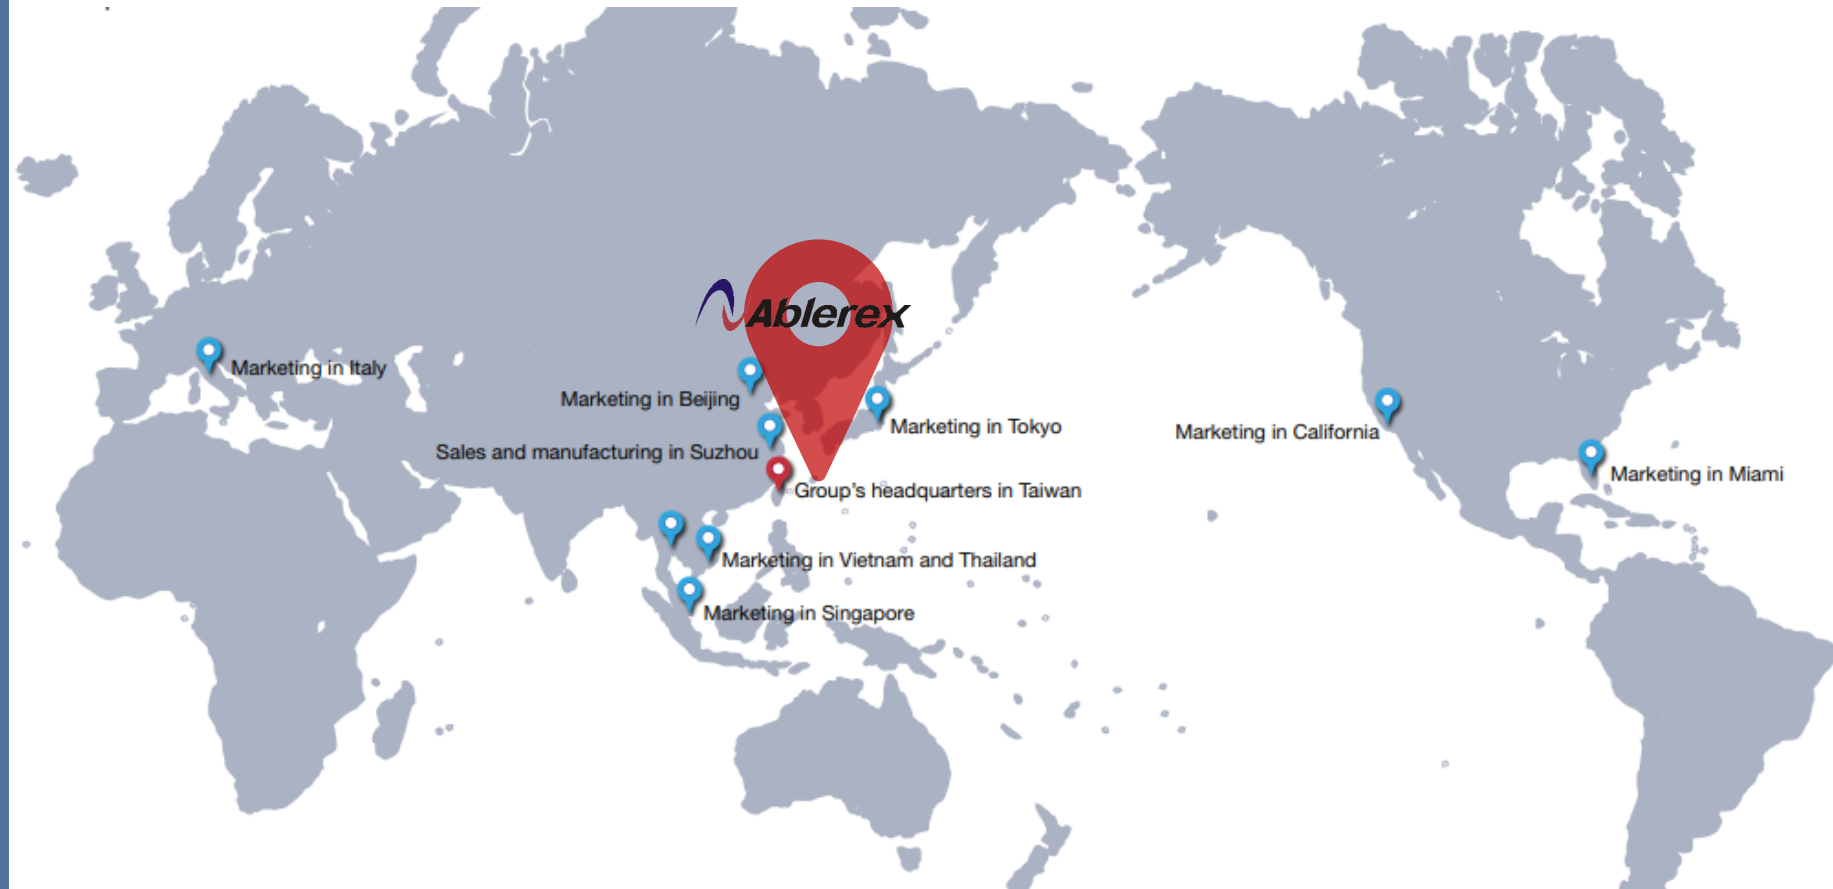 Ablerex
Marketing in Italy
Marketing in Beijing
Marketing in Tokyo
Marketing in California
Sales and manufacturing in Suzhou
Marketing in Miami
Group's headquarters in Taiwan
Marketing in Vietnam and Thailand
Marketing in Singapore